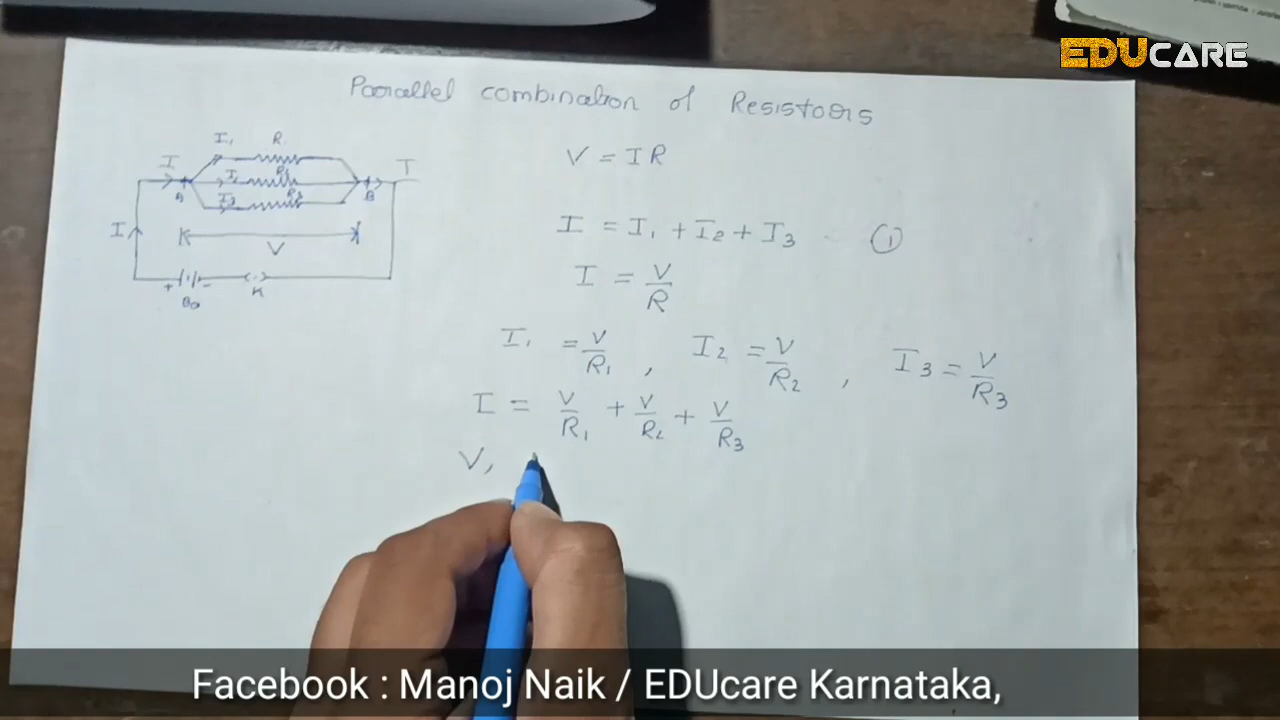 EDUCARE
Parallel combination of Resistors
V = IR
I = I1 + I2 + I3 ①
I = V/R
I1 = V/R1 , I2 = V/R2 , I3 = V/R3
I = V/R1 + V/R2 + V/R3
V,
I1 R
I I2 R2 T
A I3 R3 B
I V
+ - K
Facebook : Manoj Naik / EDUcare Karnataka,